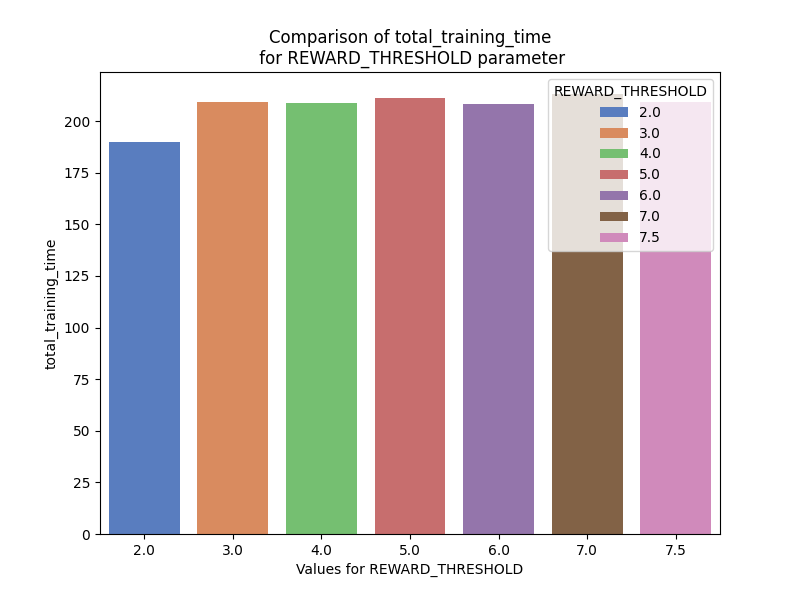 Comparison of total_training_time
for REWARD_THRESHOLD parameter
total_training_time
200
175
150
125
100
75
50
25
0
REWARD_THRESHOLD
2.0
3.0
4.0
5.0
6.0
7.0
7.5
2.0 3.0 4.0 5.0 6.0 7.0 7.5
Values for REWARD_THRESHOLD